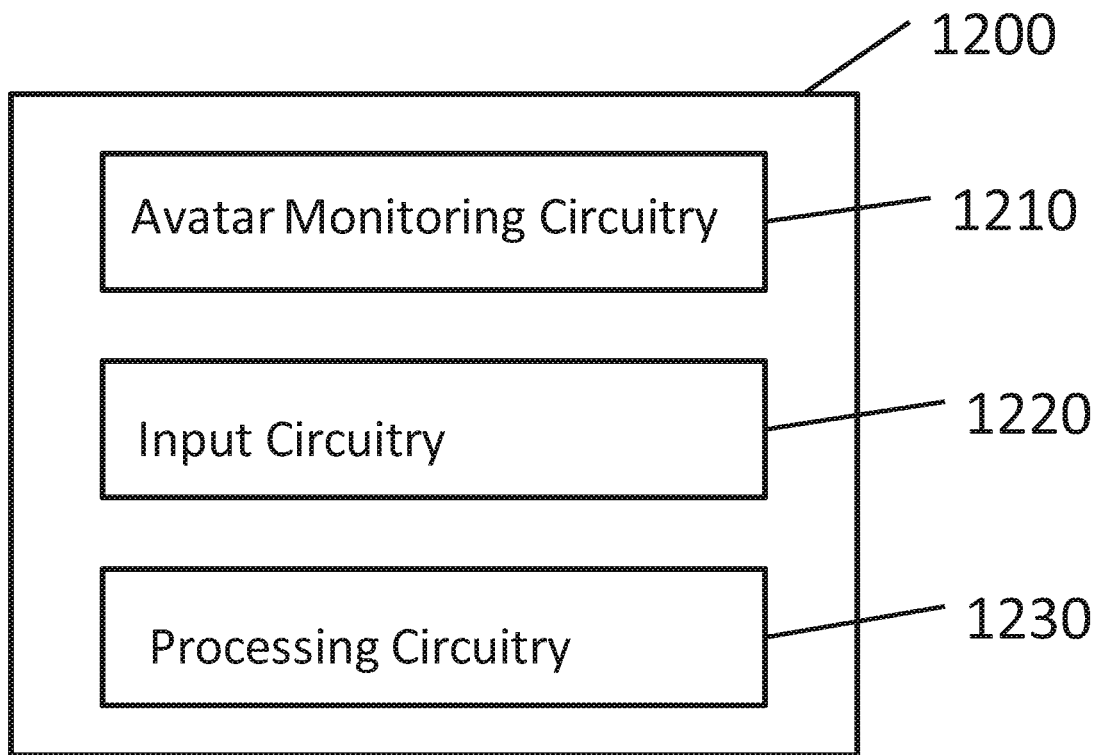 1200
Avatar Monitoring Circuitry
1210
Input Circuitry
1220
Processing Circuitry
1230